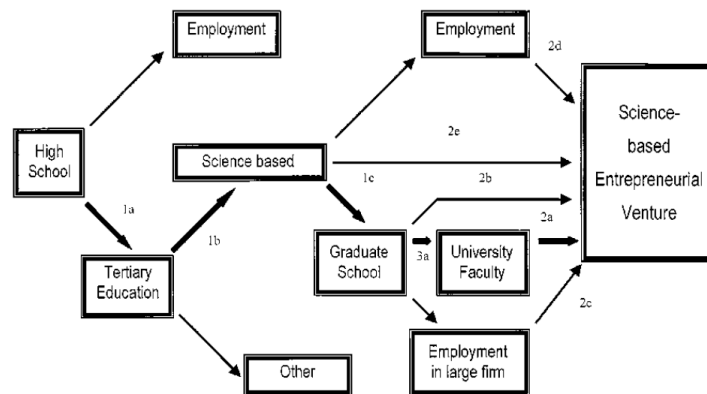 Employment
Employment
2d
High
School
Science based
2e
Science-
based
Entrepreneurial
Venture
1c
2b
1a
1b
Graduate
School
3a
University
Faculty
2a
Tertiary
Education
2c
Employment
in large firm
Other